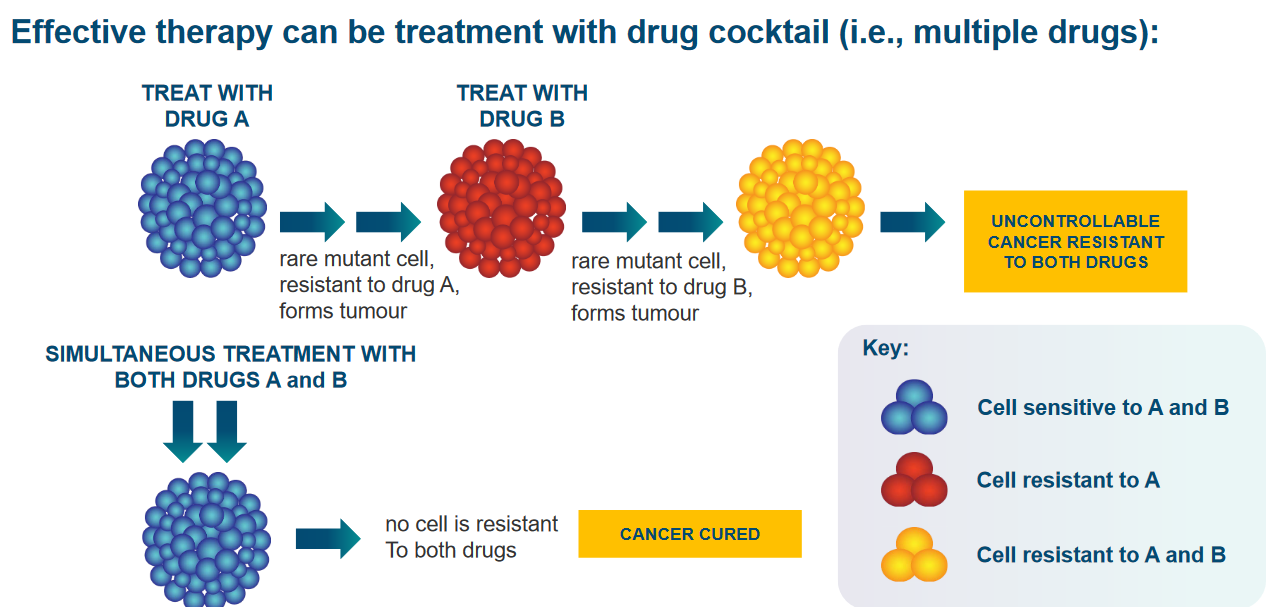 Effective therapy can be treatment with drug cocktail (i.e., multiple drugs):
TREAT WITH
DRUG A
TREAT WITH
DRUG B
rare mutant cell,
resistant to drug A,
forms tumour
rare mutant cell,
resistant to drug B,
forms tumour
UNCONTROLLABLE
CANCER RESISTANT
TO BOTH DRUGS
SIMULTANEOUS TREATMENT WITH
BOTH DRUGS A and B
no cell is resistant
To both drugs
CANCER CURED
Key:
Cell sensitive to A and B
Cell resistant to A
Cell resistant to A and B